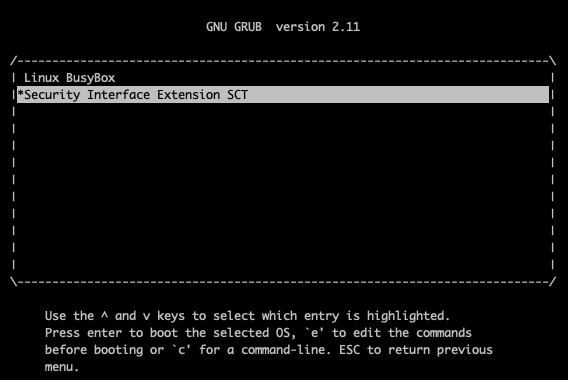 GNU GRUB  version 2.11
/----------------------------------------------------------------------------\
| Linux BusyBox                                                              |
|*Security Interface Extension SCT                                           |
|                                                                            |
|                                                                            |
|                                                                            |
|                                                                            |
|                                                                            |
|                                                                            |
|                                                                            |
|                                                                            |
|                                                                            |
|                                                                            |
\----------------------------------------------------------------------------/
Use the ^ and v keys to select which entry is highlighted.
Press enter to boot the selected OS, `e' to edit the commands
before booting or `c' for a command-line. ESC to return previous
menu.